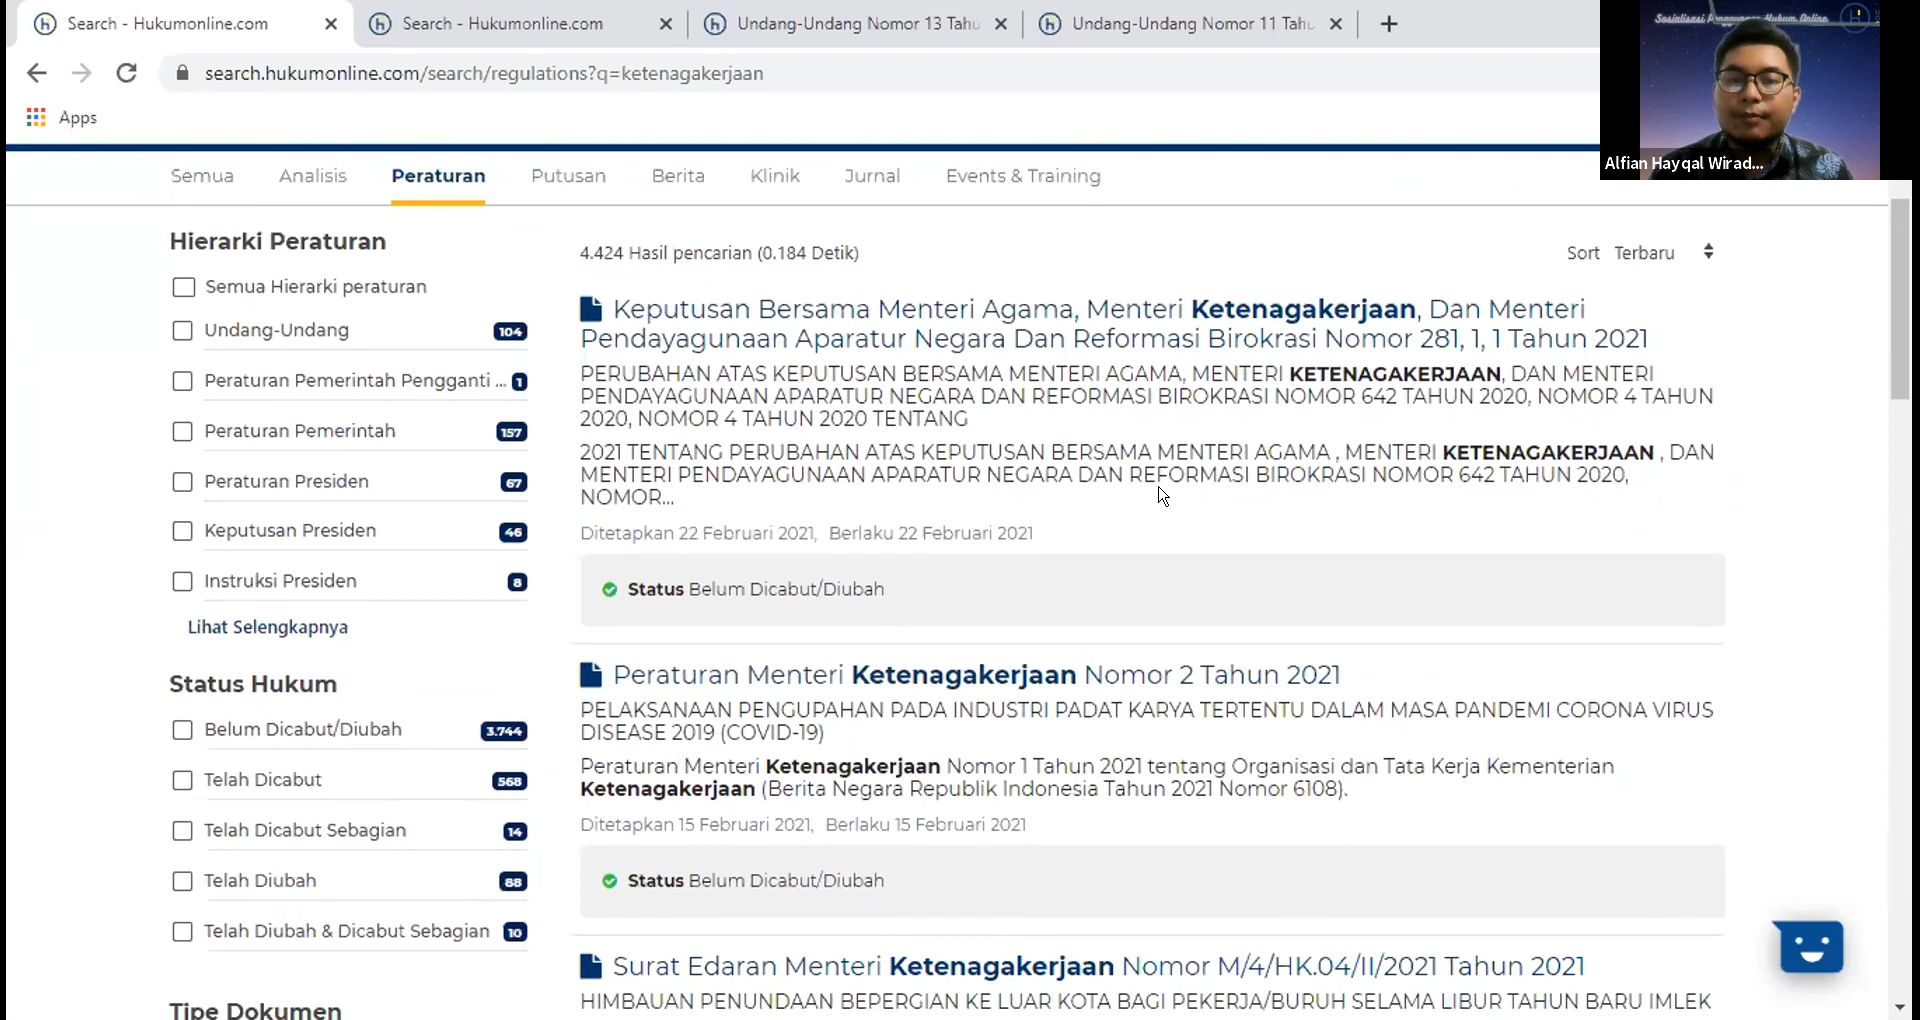 Search - Hukumonline.com
Search - Hukumonline.com
Undang-Undang Nomor 13 Tahu
Undang-Undang Nomor 11 Tahu
search.hukumonline.com/search/regulations?q=ketenagakerjaan
Apps
Sosialisasi Penggunaan Hukum Online
Alfian Hayqal Wirad...
Semua
Analisis
Peraturan
Putusan
Berita
Klinik
Jurnal
Events & Training
Hierarki Peraturan
Semua Hierarki peraturan
Undang-Undang 104
Peraturan Pemerintah Pengganti ... 1
Peraturan Pemerintah 157
Peraturan Presiden 67
Keputusan Presiden 46
Instruksi Presiden 8
Lihat Selengkapnya
Status Hukum
Belum Dicabut/Diubah 3.744
Telah Dicabut 568
Telah Dicabut Sebagian 14
Telah Diubah 88
Telah Diubah & Dicabut Sebagian 10
Tipe Dokumen
4.424 Hasil pencarian (0.184 Detik)
Sort Terbaru
Keputusan Bersama Menteri Agama, Menteri Ketenagakerjaan, Dan Menteri
Pendayagunaan Aparatur Negara Dan Reformasi Birokrasi Nomor 281, 1, 1 Tahun 2021
PERUBAHAN ATAS KEPUTUSAN BERSAMA MENTERI AGAMA, MENTERI KETENAGAKERJAAN, DAN MENTERI
PENDAYAGUNAAN APARATUR NEGARA DAN REFORMASI BIROKRASI NOMOR 642 TAHUN 2020, NOMOR 4 TAHUN
2020, NOMOR 4 TAHUN 2020 TENTANG
2021 TENTANG PERUBAHAN ATAS KEPUTUSAN BERSAMA MENTERI AGAMA , MENTERI KETENAGAKERJAAN , DAN
MENTERI PENDAYAGUNAAN APARATUR NEGARA DAN REFORMASI BIROKRASI NOMOR 642 TAHUN 2020,
NOMOR...
Ditetapkan 22 Februari 2021, Berlaku 22 Februari 2021
Status Belum Dicabut/Diubah
Peraturan Menteri Ketenagakerjaan Nomor 2 Tahun 2021
PELAKSANAAN PENGUPAHAN PADA INDUSTRI PADAT KARYA TERTENTU DALAM MASA PANDEMI CORONA VIRUS
DISEASE 2019 (COVID-19)
Peraturan Menteri Ketenagakerjaan Nomor 1 Tahun 2021 tentang Organisasi dan Tata Kerja Kementerian
Ketenagakerjaan (Berita Negara Republik Indonesia Tahun 2021 Nomor 6108).
Ditetapkan 15 Februari 2021, Berlaku 15 Februari 2021
Status Belum Dicabut/Diubah
Surat Edaran Menteri Ketenagakerjaan Nomor M/4/HK.04/II/2021 Tahun 2021
HIMBAUAN PENUNDAAN BEPERGIAN KE LUAR KOTA BAGI PEKERJA/BURUH SELAMA LIBUR TAHUN BARU IMLEK